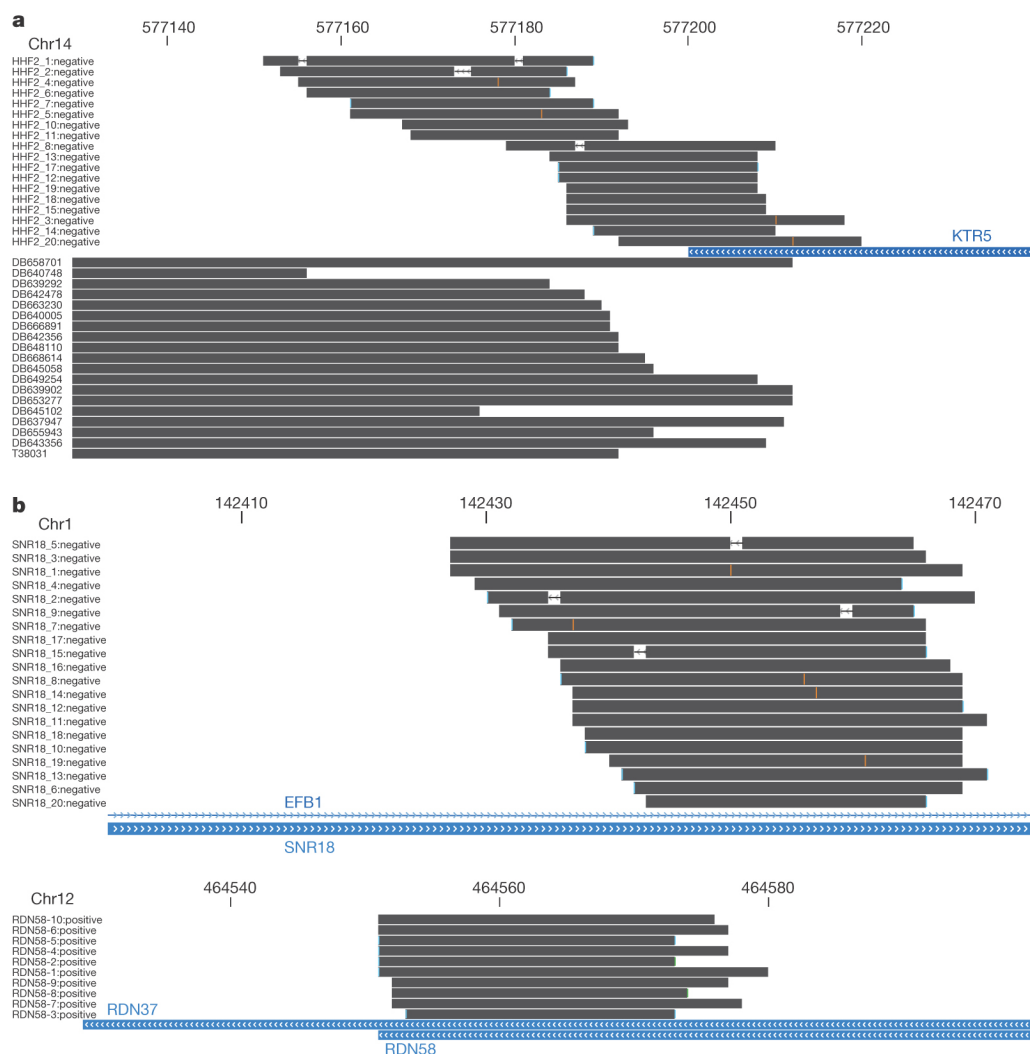 a
577140 577160 577180 577200 577220
Chr14
HHF2_1:negative
HHF2_2:negative
HHF2_4:negative
HHF2_6:negative
HHF2_7:negative
HHF2_5:negative
HHF2_10:negative
HHF2_11:negative
HHF2_8:negative
HHF2_13:negative
HHF2_17:negative
HHF2_12:negative
HHF2_19:negative
HHF2_18:negative
HHF2_15:negative
HHF2_3:negative
HHF2_14:negative
HHF2_20:negative
KTR5
DB658701
DB640748
DB639292
DB642478
DB663230
DB640005
DB666891
DB642356
DB648110
DB668614
DB645058
DB649254
DB639902
DB653277
DB645102
DB637947
DB655943
DB643356
T38031
b
142410 142430 142450 142470
Chr1
SNR18_5:negative
SNR18_3:negative
SNR18_1:negative
SNR18_4:negative
SNR18_2:negative
SNR18_9:negative
SNR18_7:negative
SNR18_17:negative
SNR18_15:negative
SNR18_16:negative
SNR18_8:negative
SNR18_14:negative
SNR18_12:negative
SNR18_11:negative
SNR18_18:negative
SNR18_10:negative
SNR18_19:negative
SNR18_13:negative
SNR18_6:negative
SNR18_20:negative
EFB1
SNR18
464540 464560 464580
Chr12
RDN58-10:positive
RDN58-6:positive
RDN58-5:positive
RDN58-4:positive
RDN58-2:positive
RDN58-1:positive
RDN58-9:positive
RDN58-8:positive
RDN58-7:positive
RDN58-3:positive
RDN37
RDN58